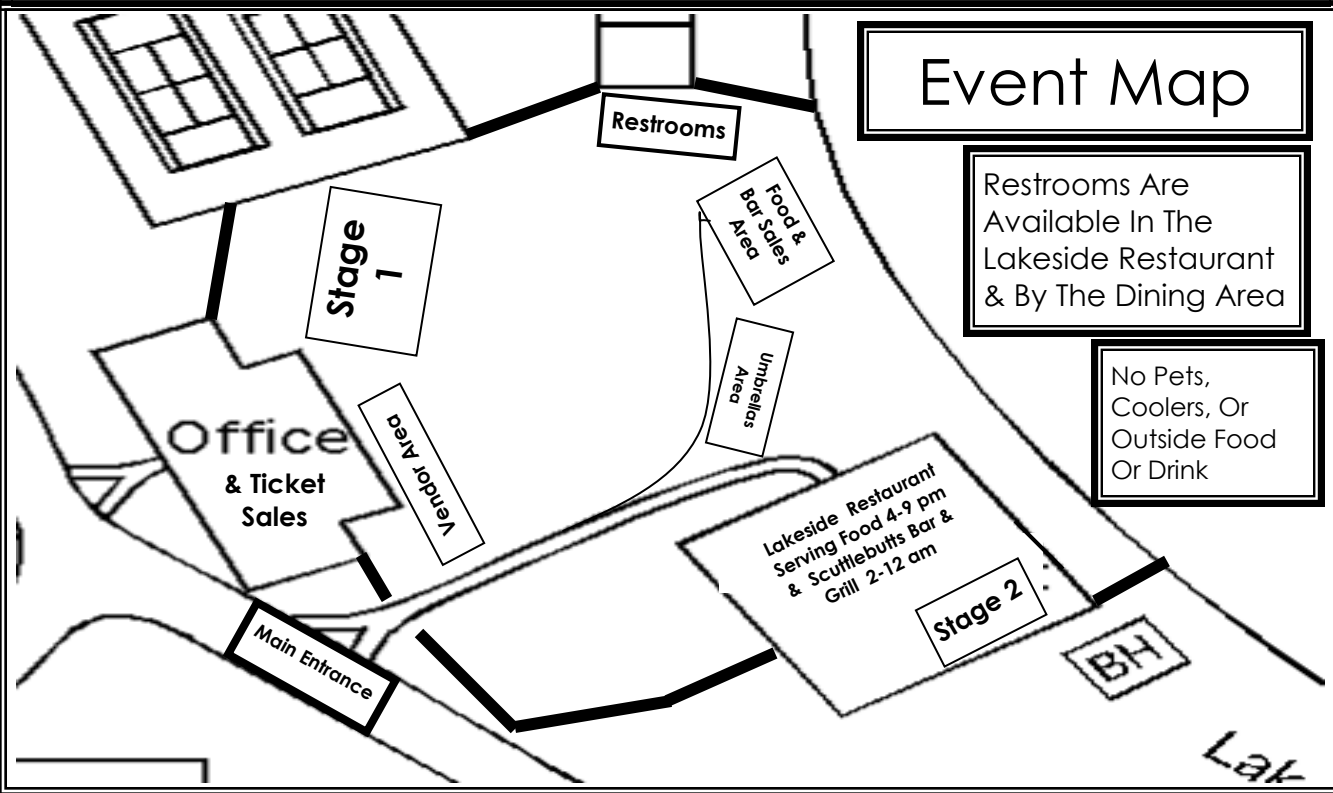 Event Map
Restrooms Are
Available In The
Lakeside Restaurant
& By The Dining Area
No Pets,
Coolers, Or
Outside Food
Or Drink
Restrooms
Food &
Bar Sales
Area
Stage
1
Umbrellas
Area
Office
& Ticket
Sales
Vendor Area
Lakeside Restaurant
Serving Food 4-9 pm
& Scuttlebutts Bar &
Grill 2-12 am
Stage 2
Main Entrance
BH
Lak